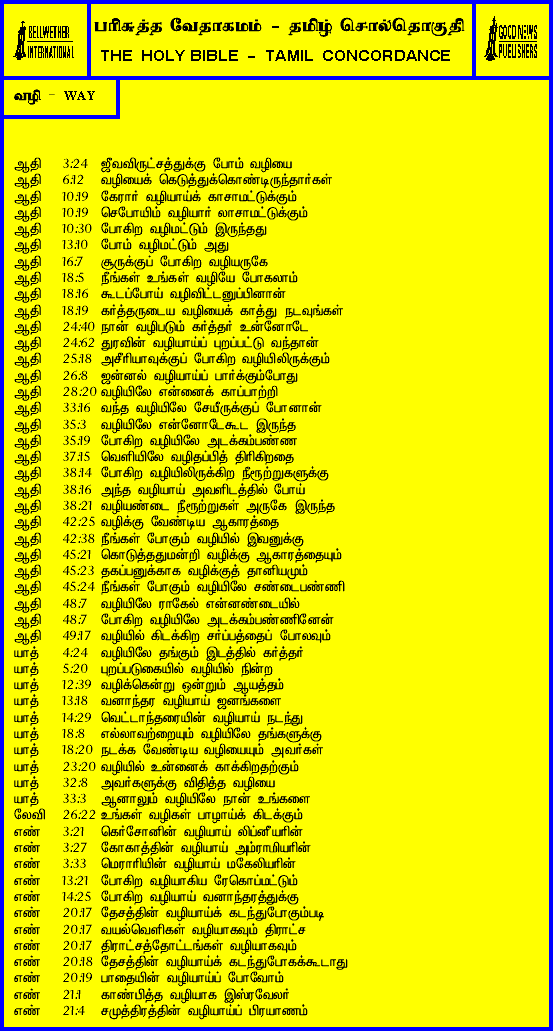 BELLWETHER
INTERNATIONAL
பரிசுத்த வேதாகமம் - தமிழ் சொல்தொகுதி
THE HOLY BIBLE - TAMIL CONCORDANCE
GOOD NEWS
PUBLISHERS
வழி - WAY
ஆதி 3:24 ஜீவவிருட்சத்துக்கு போம் வழியை
ஆதி 6:12 வழியைக் கெடுத்துக்கொண்டிருந்தார்கள்
ஆதி 10:19 கேரார் வழியாய்க் காசாமட்டுக்கும்
ஆதி 10:19 செபோயிம் வழியார் லாசாமட்டுக்கும்
ஆதி 10:30 போகிற வழிமட்டும் இருந்தது
ஆதி 13:10 போம் வழிமட்டும் அது
ஆதி 16:7 சூருக்குப் போகிற வழியருகே
ஆதி 18:5 நீங்கள் உங்கள் வழியே போகலாம்
ஆதி 18:16 கூடப்போய் வழிவிட்டனுப்பினான்
ஆதி 18:19 கர்த்தருடைய வழியைக் காத்து நடவுங்கள்
ஆதி 24:40 நான் வழிபடும் கர்த்தர் உன்னோடே
ஆதி 24:62 துரவின் வழியாய்ப் புறப்பட்டு வந்தான்
ஆதி 25:18 அசீரியாவுக்குப் போகிற வழியிலிருக்கும்
ஆதி 26:8 ஜன்னல் வழியாய்ப் பார்க்கும்போது
ஆதி 28:20 வழியிலே என்னைக் காப்பாற்றி
ஆதி 33:16 வந்த வழியிலே சேயீருக்குப் போனான்
ஆதி 35:3 வழியிலே என்னோடேகூட இருந்த
ஆதி 35:19 போகிற வழியிலே அடக்கம்பண்ண
ஆதி 37:15 வெளியிலே வழிதப்பித் திரிகிறதை
ஆதி 38:14 போகிற வழியிலிருக்கிற நீரூற்றுகளுக்கு
ஆதி 38:16 அந்த வழியாய் அவளிடத்தில் போய்
ஆதி 38:21 வழியண்டை நீரூற்றுகள் அருகே இருந்த
ஆதி 42:25 வழிக்கு வேண்டிய ஆகாரத்தை
ஆதி 42:38 நீங்கள் போகும் வழியில் இவனுக்கு
ஆதி 45:21 கொடுத்ததுமன்றி வழிக்கு ஆகாரத்தையும்
ஆதி 45:23 தகப்பனுக்காக வழிக்குத் தானியமும்
ஆதி 45:24 நீங்கள் போகும் வழியிலே சண்டைபண்ணி
ஆதி 48:7 வழியிலே ராகேல் என்னண்டையில்
ஆதி 48:7 போகிற வழியிலே அடக்கம்பண்ணினேன்
ஆதி 49:17 வழியில் கிடக்கிற சர்ப்பத்தைப் போலவும்
யாத் 4:24 வழியிலே தங்கும் இடத்தில் கர்த்தர்
யாத் 5:20 புறப்படுகையில் வழியில் நின்ற
யாத் 12:39 வழிக்கென்று ஒன்றும் ஆயத்தம்
யாத் 13:18 வனாந்தர வழியாய் ஜனங்களை
யாத் 14:29 வெட்டாந்தரையின் வழியாய் நடந்து
யாத் 18:8 எல்லாவற்றையும் வழியிலே தங்களுக்கு
யாத் 18:20 நடக்க வேண்டிய வழியையும் அவர்கள்
யாத் 23:20 வழியில் உன்னைக் காக்கிறதற்கும்
யாத் 32:8 அவர்களுக்கு விதித்த வழியை
யாத் 33:3 ஆனாலும் வழியிலே நான் உங்களை
லேவி 26:22 உங்கள் வழிகள் பாழாய்க் கிடக்கும்
எண் 3:21 கெர்சோனின் வழியாய் லிப்னீயரின்
எண் 3:27 கோகாத்தின் வழியாய் அம்ராமியரின்
எண் 3:33 மெராரியின் வழியாய் மகேலியரின்
எண் 13:21 போகிற வழியாகிய ரேகொப்மட்டும்
எண் 14:25 போகிற வழியாய் வனாந்தரத்துக்கு
எண் 20:17 தேசத்தின் வழியாய்க் கடந்துபோகும்படி
எண் 20:17 வயல்வெளிகள் வழியாகவும் திராட்ச
எண் 20:17 திராட்சத்தோட்டங்கள் வழியாகவும்
எண் 20:18 தேசத்தின் வழியாய்க் கடந்துபோகக்கூடாது
எண் 20:19 பாதையின் வழியாய்ப் போவோம்
எண் 21:1 காண்பித்த வழியாக இஸ்ரவேலர்
எண் 21:4 சமுத்திரத்தின் வழியாய்ப் பிரயாணம்